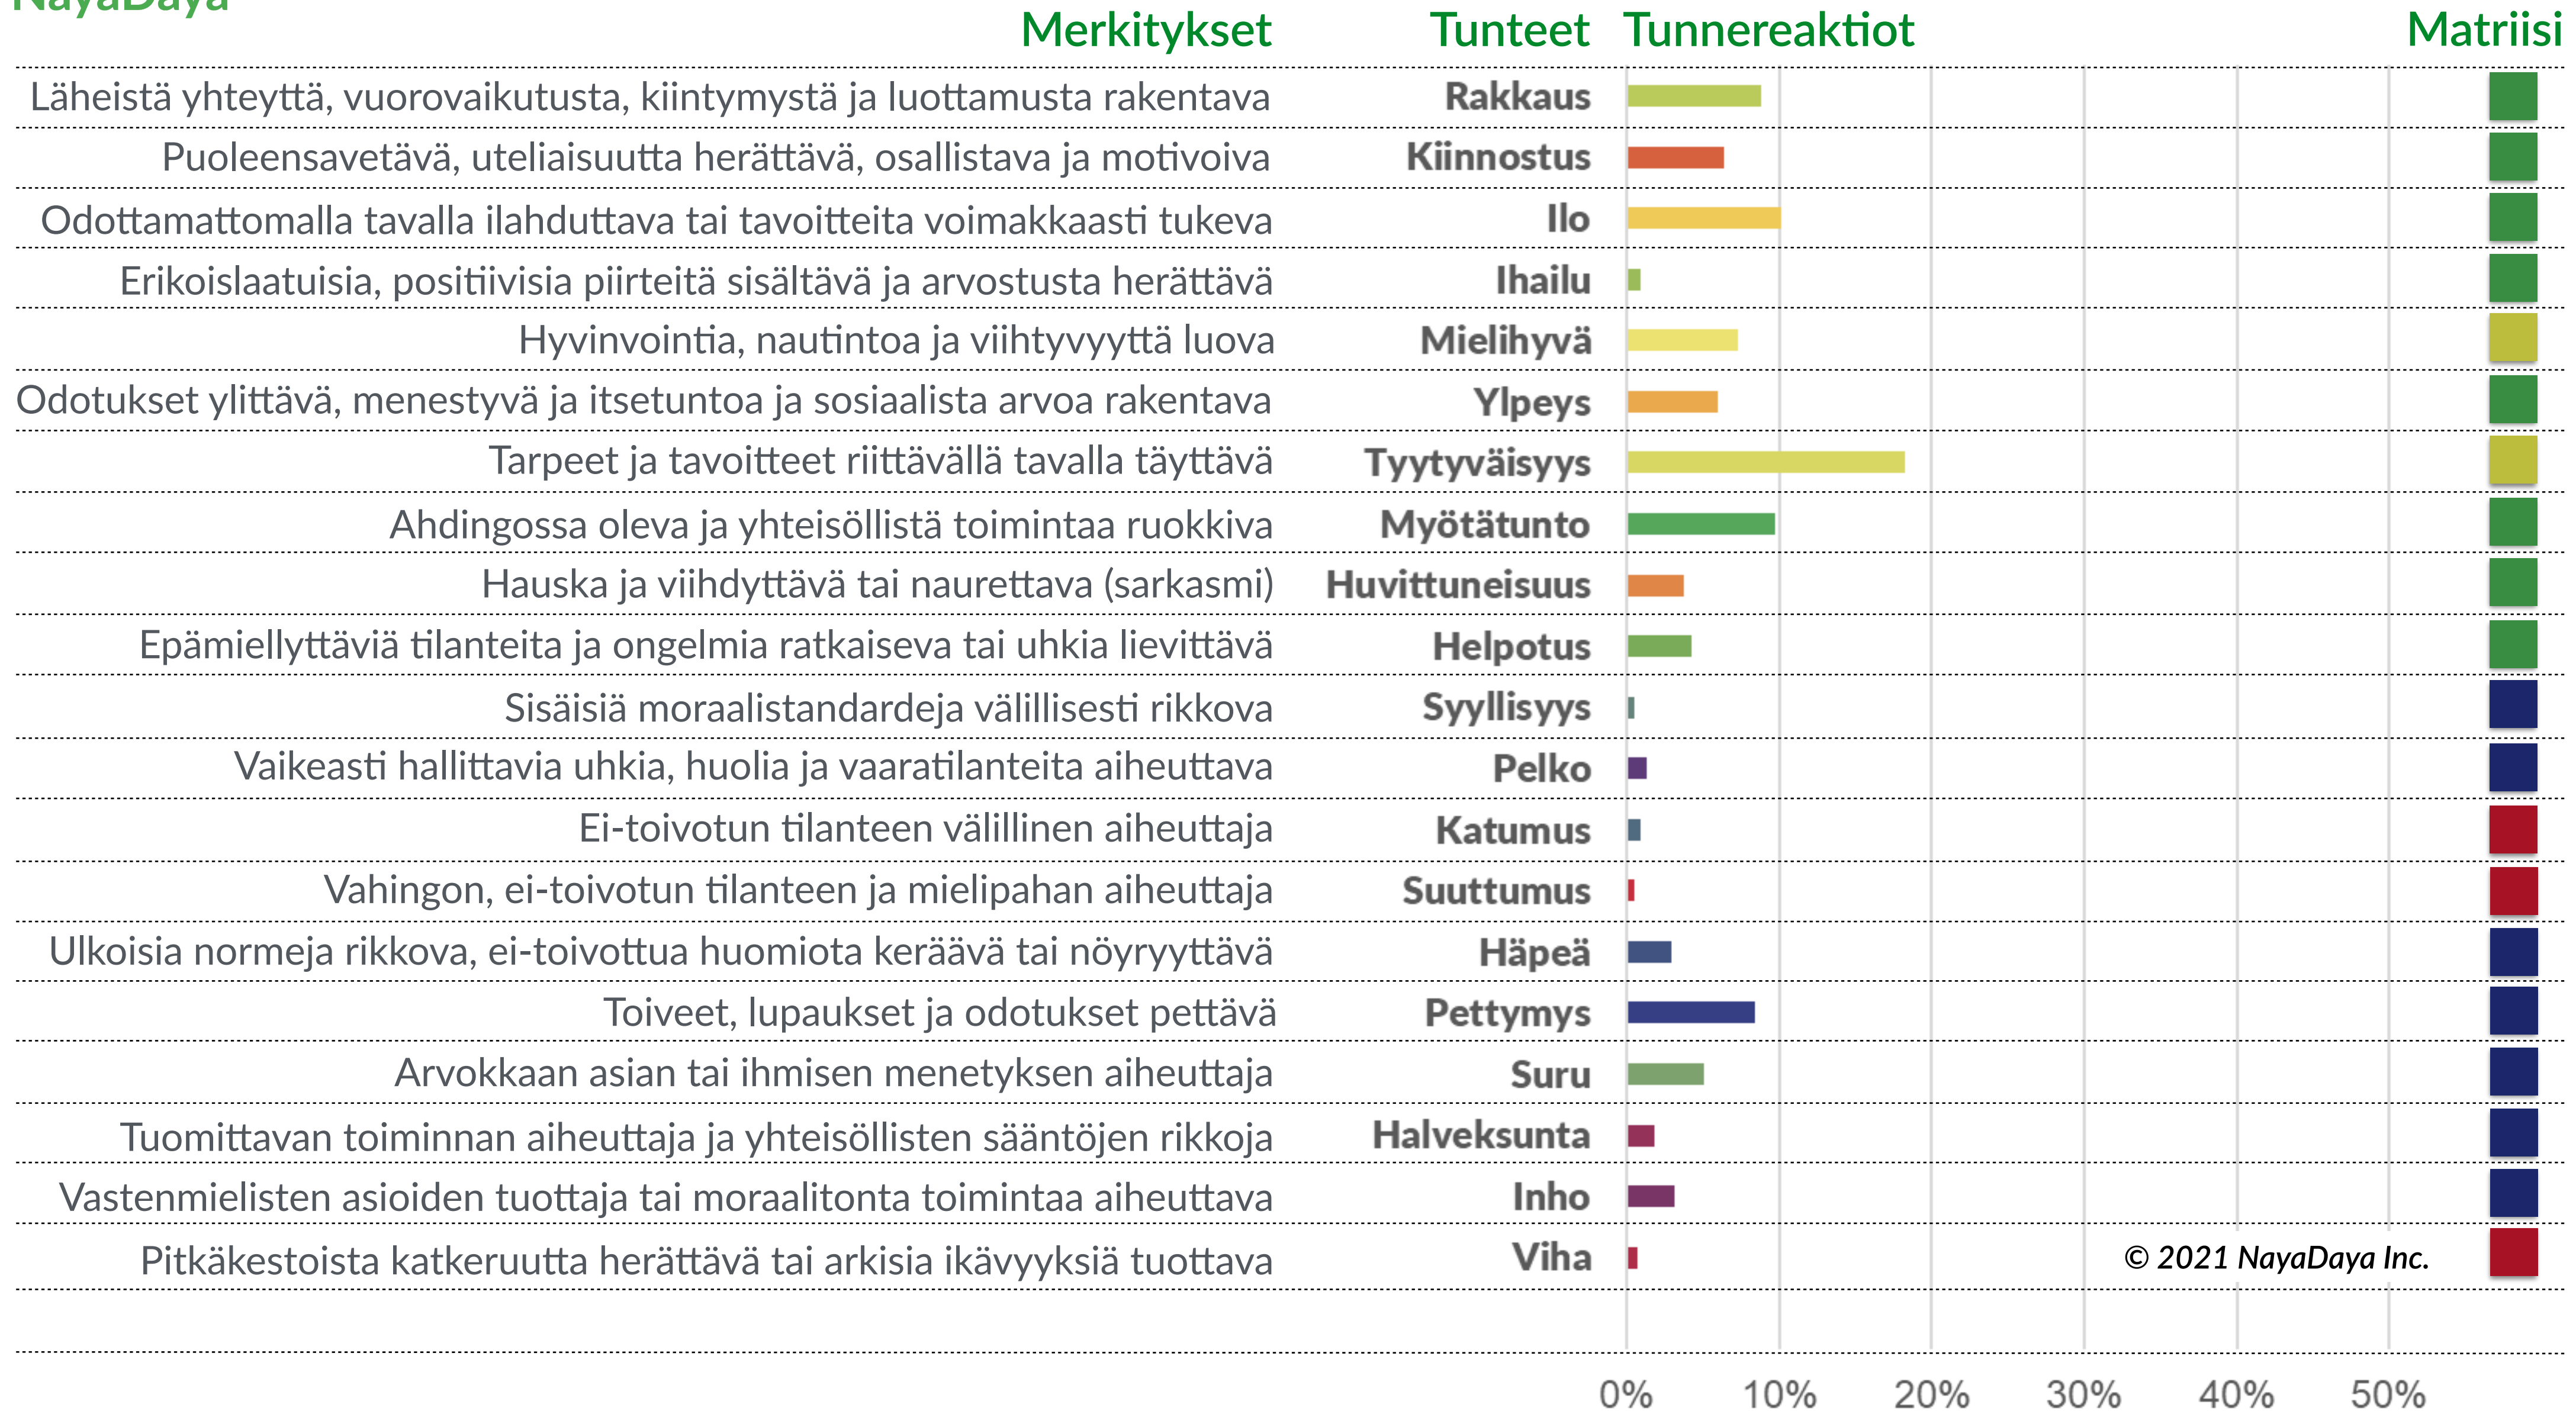 NayaDaya
Merkitykset Tunteet Tunnereaktiot Matriisi
Läheistä yhteyttä, vuorovaikutusta, kiintymystä ja luottamusta rakentava Rakkaus
Puoleensavetävä, uteliaisuutta herättävä, osallistava ja motivoiva Kiinnostus
Odottamattomalla tavalla ilahduttava tai tavoitteita voimakkaasti tukeva Ilo
Erikoislaatuisia, positiivisia piirteitä sisältävä ja arvostusta herättävä Ihailu
Hyvinvointia, nautintoa ja viihtyvyyttä luova Mielihyvä
Odotukset ylittävä, menestyvä ja itsetuntoa ja sosiaalista arvoa rakentava Ylpeys
Tarpeet ja tavoitteet riittävällä tavalla täyttävä Tyytyväisyys
Ahdingossa oleva ja yhteisöllistä toimintaa ruokkiva Myötätunto
Hauska ja viihdyttävä tai naurettava (sarkasmi) Huvittuneisuus
Epämiellyttäviä tilanteita ja ongelmia ratkaiseva tai uhkia lievittävä Helpotus
Sisäisiä moraalistandardeja välillisesti rikkova Syyllisyys
Vaikeasti hallittavia uhkia, huolia ja vaaratilanteita aiheuttava Pelko
Ei-toivotun tilanteen välillinen aiheuttaja Katumus
Vahingon, ei-toivotun tilanteen ja mielipahan aiheuttaja Suuttumus
Ulkoisia normeja rikkova, ei-toivottua huomiota keräävä tai nöyryyttävä Häpeä
Toiveet, lupaukset ja odotukset pettävä Pettymys
Arvokkaan asian tai ihmisen menetyksen aiheuttaja Suru
Tuomittavan toiminnan aiheuttaja ja yhteisöllisten sääntöjen rikkoja Halveksunta
Vastenmielisten asioiden tuottaja tai moraalitonta toimintaa aiheuttava Inho
Pitkäkestoista katkeruutta herättävä tai arkisia ikävyyksiä tuottava Viha © 2021 NayaDaya Inc.
0% 10% 20% 30% 40% 50%